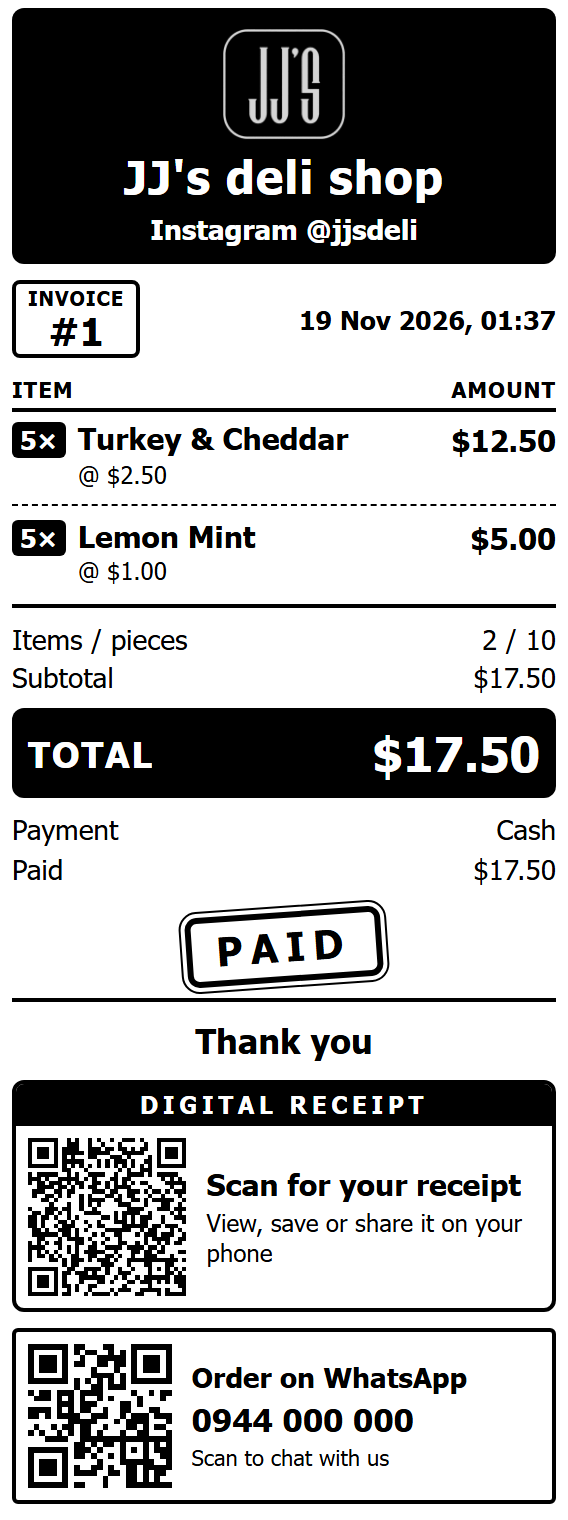 JJ'S
JJ's deli shop
Instagram @jjsdeli
INVOICE
#1
19 Nov 2026, 01:37
ITEM AMOUNT
5× Turkey & Cheddar $12.50
@ $2.50
5× Lemon Mint $5.00
@ $1.00
Items / pieces 2 / 10
Subtotal $17.50
TOTAL $17.50
Payment Cash
Paid $17.50
PAID
Thank you
DIGITAL RECEIPT
Scan for your receipt
View, save or share it on your
phone
Order on WhatsApp
0944 000 000
Scan to chat with us